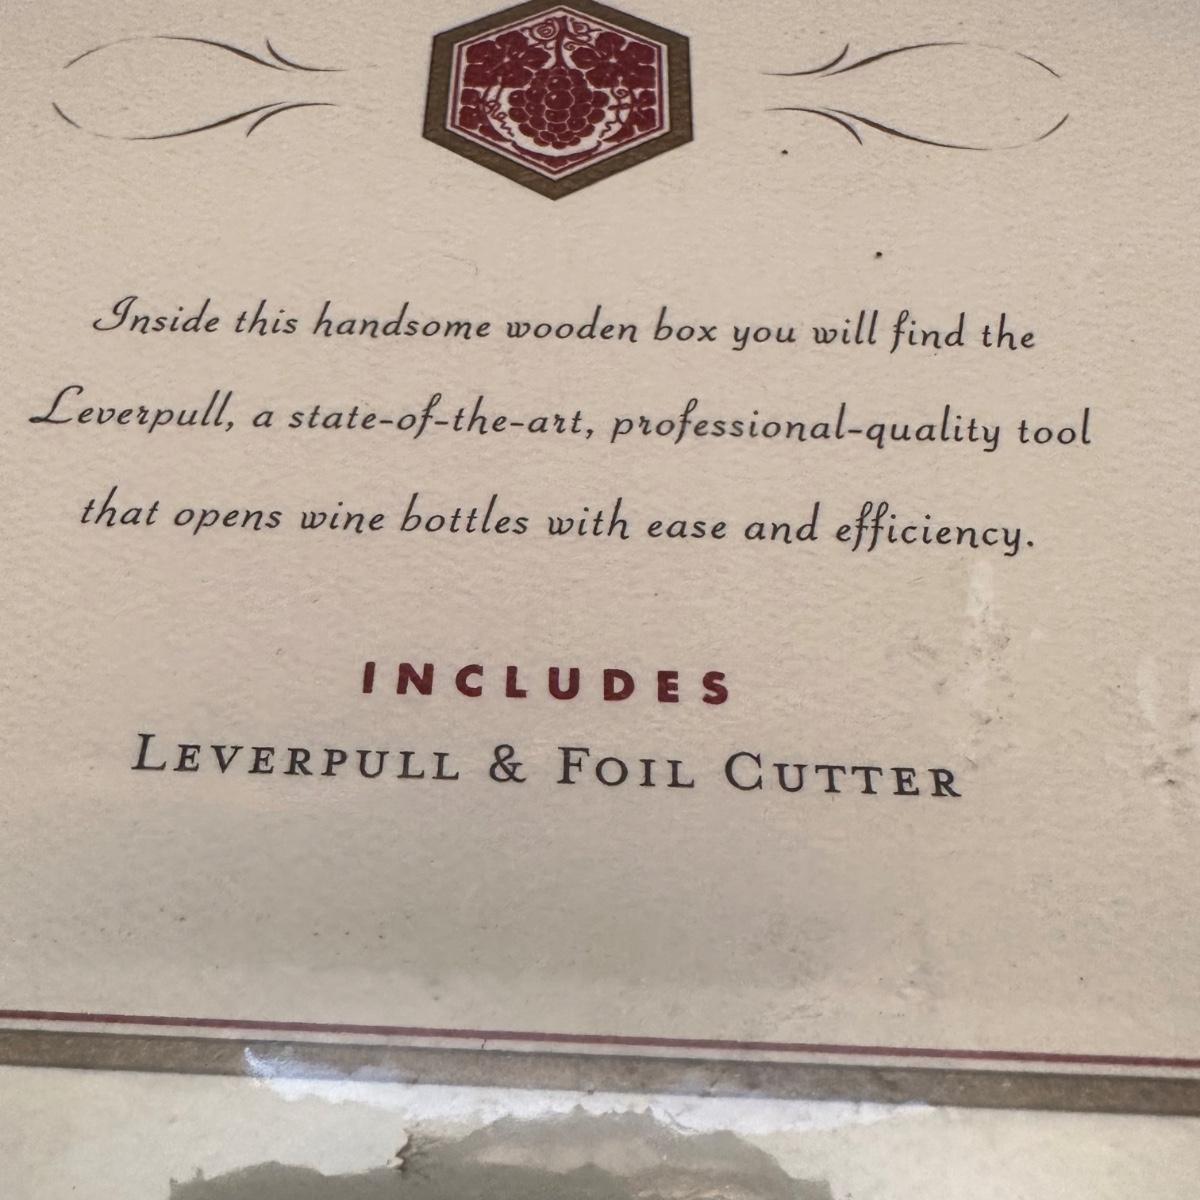 Inside this handsome wooden box you will find the
Leverpull, a state-of-the-art, professional-quality tool
that opens wine bottles with ease and efficiency.
INCLUDES
LEVERPULL & FOIL CUTTER